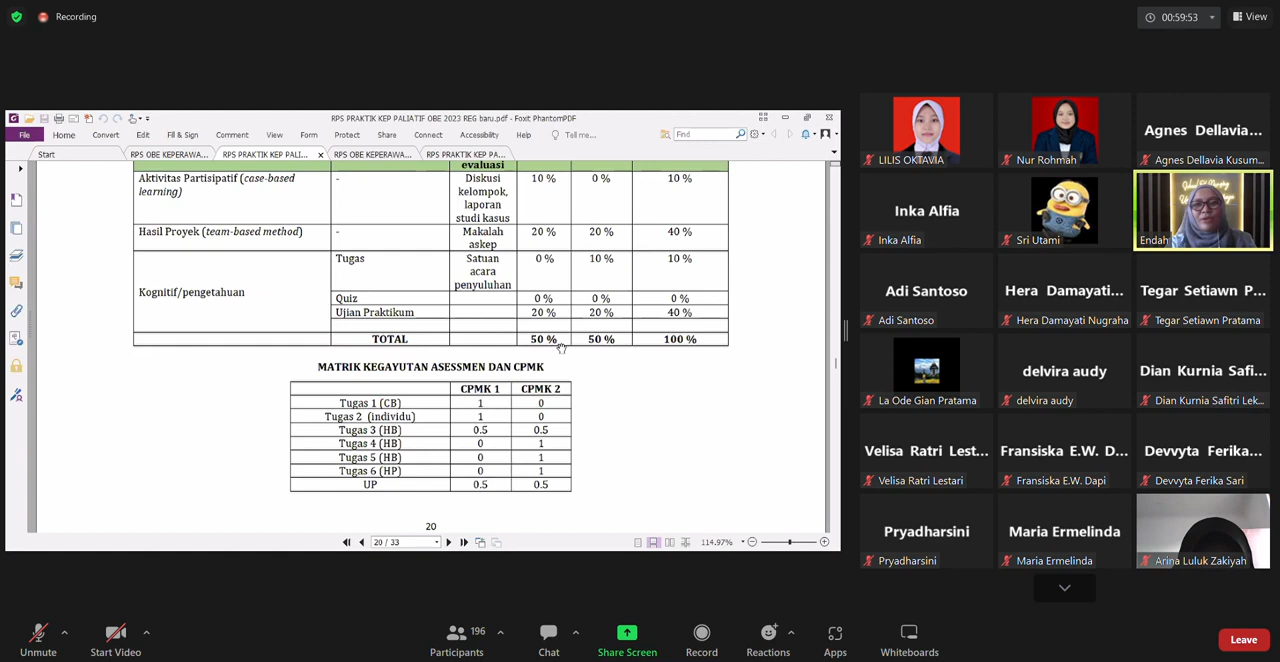 Recording
00:59:53
View
RPS PRAKTIK KEP PALIATIF OBE 2023 REG baru.pdf - Foxit PhantomPDF
File Home Convert Edit Fill & Sign Comment View Form Protect Share Connect Accessibility Help Tell me... Find
Start RPS OBE KEPERAWA... RPS PRAKTIK KEP PALI... RPS OBE KEPERAWA... RPS PRAKTIK KEP PA...
evaluasi
Aktivitas Partisipatif (case-based learning) - Diskusi kelompok, laporan studi kasus 10 % 0 % 10 %
Hasil Proyek (team-based method) - Makalah askep 20 % 20 % 40 %
Kognitif/pengetahuan
Tugas Satuan acara penyuluhan 0 % 10 % 10 %
Quiz 0 % 0 % 0 %
Ujian Praktikum 20 % 20 % 40 %
TOTAL 50 % 50 % 100 %
MATRIK KEGAYUTAN ASESSMEN DAN CPMK
CPMK 1 CPMK 2
Tugas 1 (CB) 1 0
Tugas 2 (individu) 1 0
Tugas 3 (HB) 0.5 0.5
Tugas 4 (HB) 0 1
Tugas 5 (HB) 0 1
Tugas 6 (HP) 0 1
UP 0.5 0.5
20
20 / 33
114.97%
LILIS OKTAVIA
Nur Rohmah
Agnes Dellavia...
Agnes Dellavia Kusum...
Inka Alfia
Inka Alfia
Sri Utami
Endah
Adi Santoso
Adi Santoso
Hera Damayati...
Hera Damayati Nugraha
Tegar Setiawn P...
Tegar Setiawn Pratama
La Ode Gian Pratama
delvira audy
delvira audy
Dian Kurnia Safi...
Dian Kurnia Safitri Lek...
Velisa Ratri Lest...
Velisa Ratri Lestari
Fransiska E.W. D...
Fransiska E.W. Dapi
Devvyta Ferika...
Devvyta Ferika Sari
Pryadharsini
Pryadharsini
Maria Ermelinda
Maria Ermelinda
Arina Luluk Zakiyah
Unmute
Start Video
196
Participants
Chat
Share Screen
Record
Reactions
Apps
Whiteboards
Leave